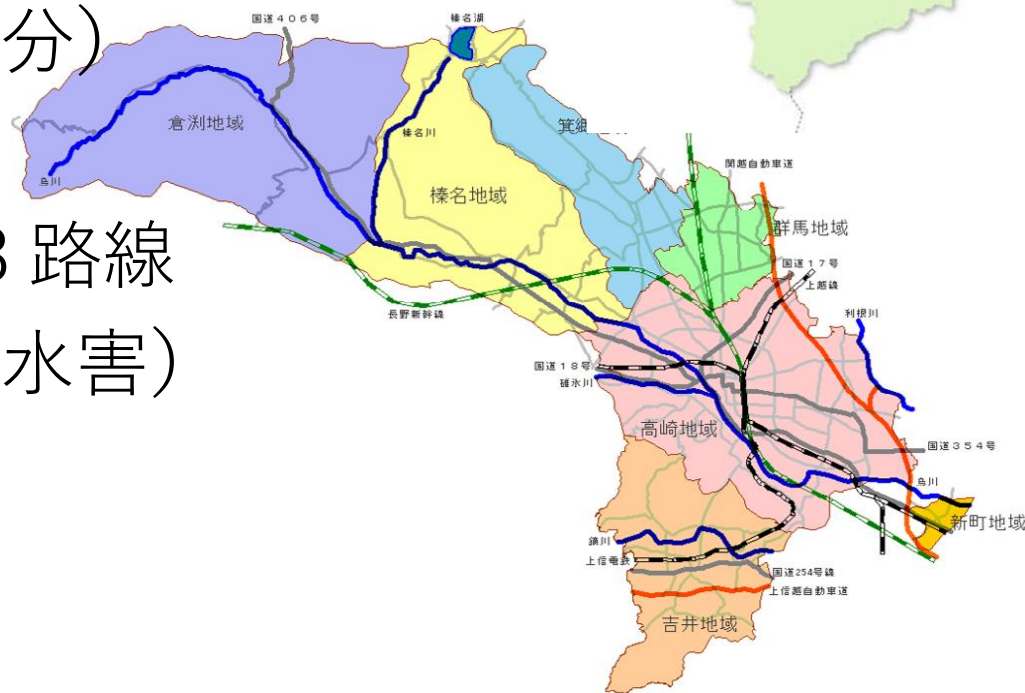 分)
国道406号
榛名湖
倉渕地域
榛名川
箕郷
烏川
榛名地域
関越自動車道
群馬地域
路線
国道17号
上越線
長野新幹線
利根川
水害)
国道18号
碓氷川
高崎地域
国道354号
烏川
新町地域
鏑川
上信電鉄
国道254号線
上信越自動車道
吉井地域